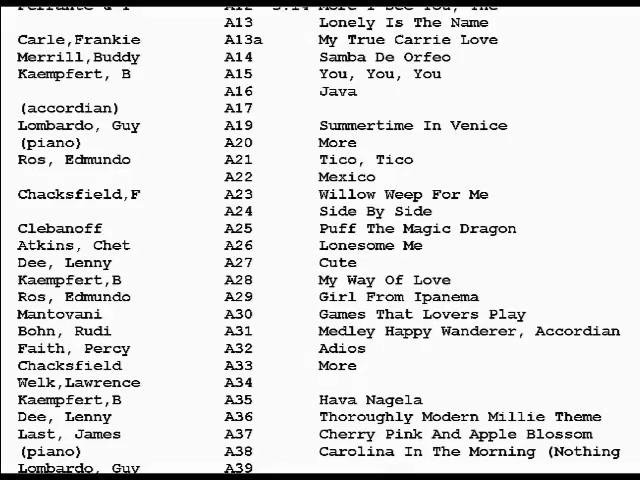 A13 Lonely Is The Name
Carle,Frankie A13a My True Carrie Love
Merrill,Buddy A14 Samba De Orfeo
Kaempfert, B A15 You, You, You
A16 Java
(accordian) A17
Lombardo, Guy A19 Summertime In Venice
(piano) A20 More
Ros, Edmundo A21 Tico, Tico
A22 Mexico
Chacksfield,F A23 Willow Weep For Me
A24 Side By Side
Clebanoff A25 Puff The Magic Dragon
Atkins, Chet A26 Lonesome Me
Dee, Lenny A27 Cute
Kaempfert,B A28 My Way Of Love
Ros, Edmundo A29 Girl From Ipanema
Mantovani A30 Games That Lovers Play
Bohn, Rudi A31 Medley Happy Wanderer, Accordian
Faith, Percy A32 Adios
Chacksfield A33 More
Welk,Lawrence A34
Kaempfert,B A35 Hava Nagela
Dee, Lenny A36 Thoroughly Modern Millie Theme
Last, James A37 Cherry Pink And Apple Blossom
(piano) A38 Carolina In The Morning (Nothing
Lombardo, Guy A39